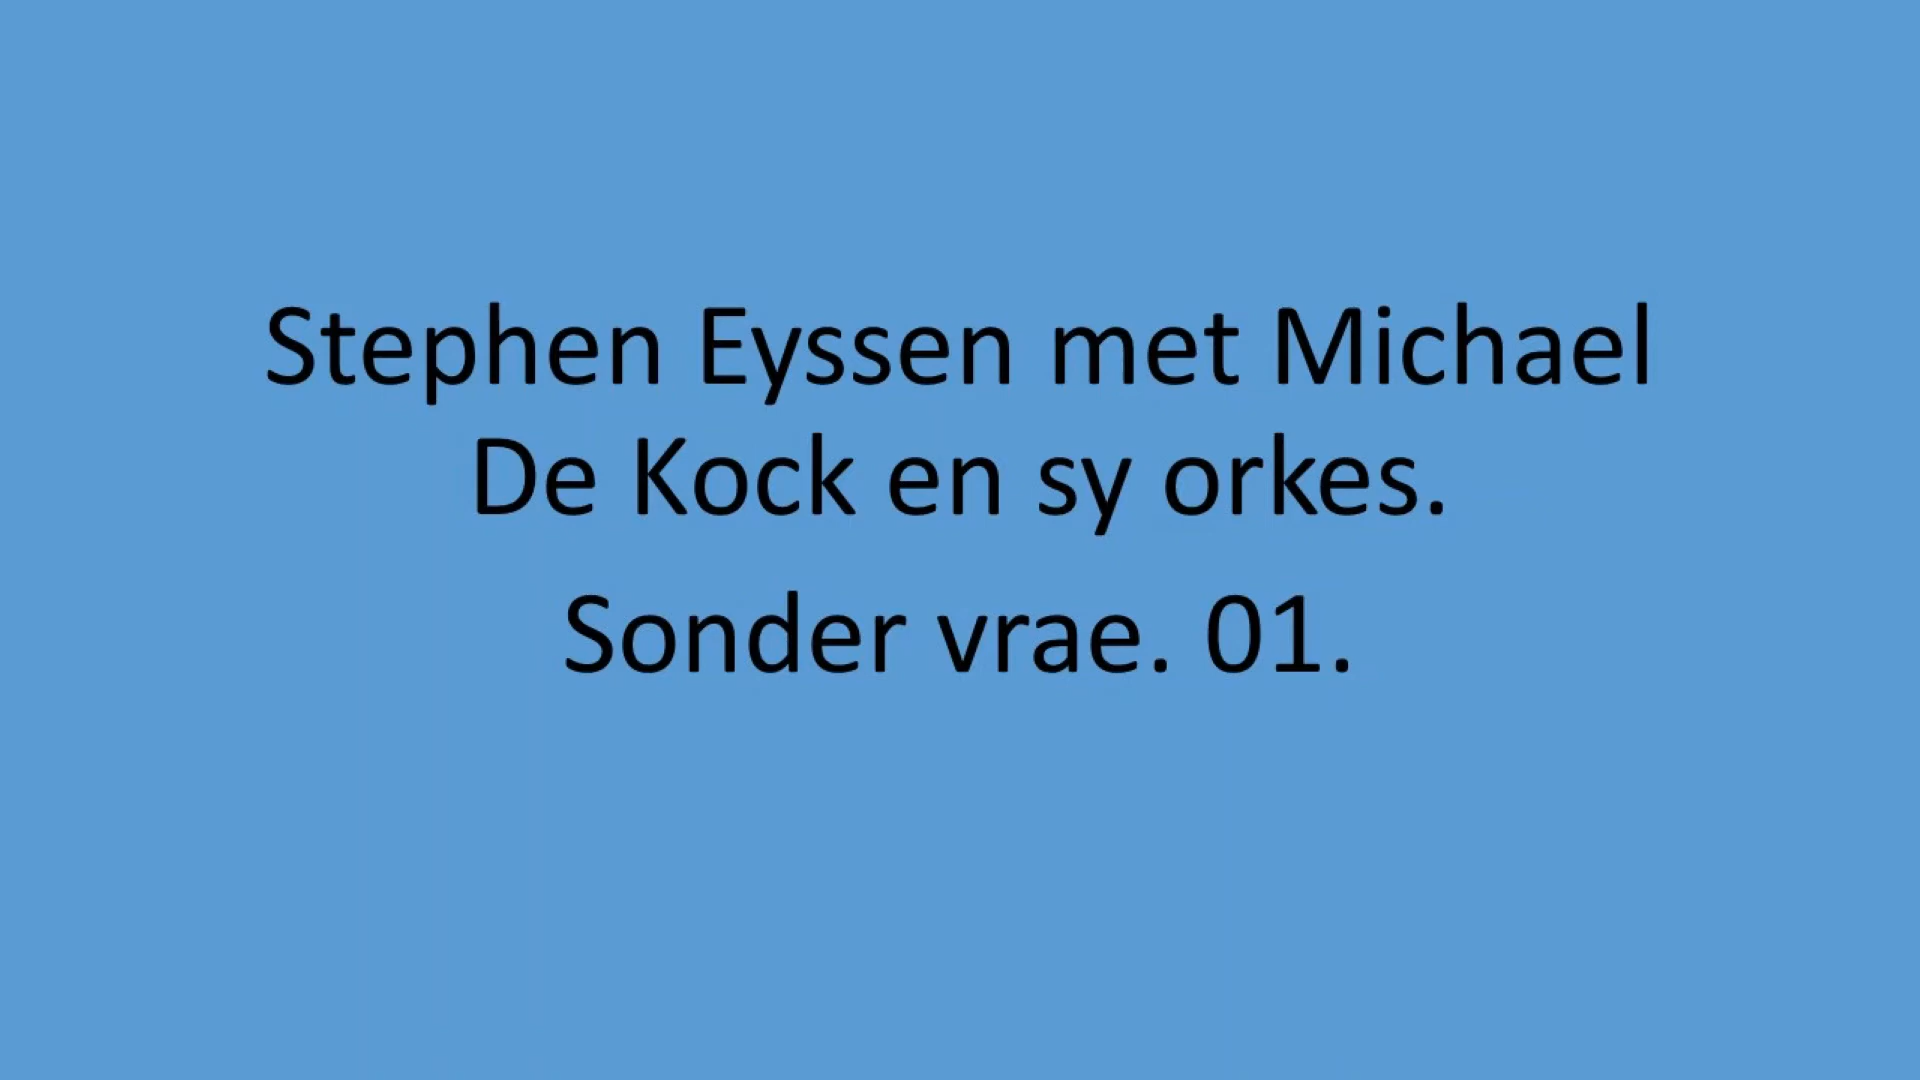 Stephen Eyssen met Michael
De Kock en sy orkes.
Sonder vrae. 01.